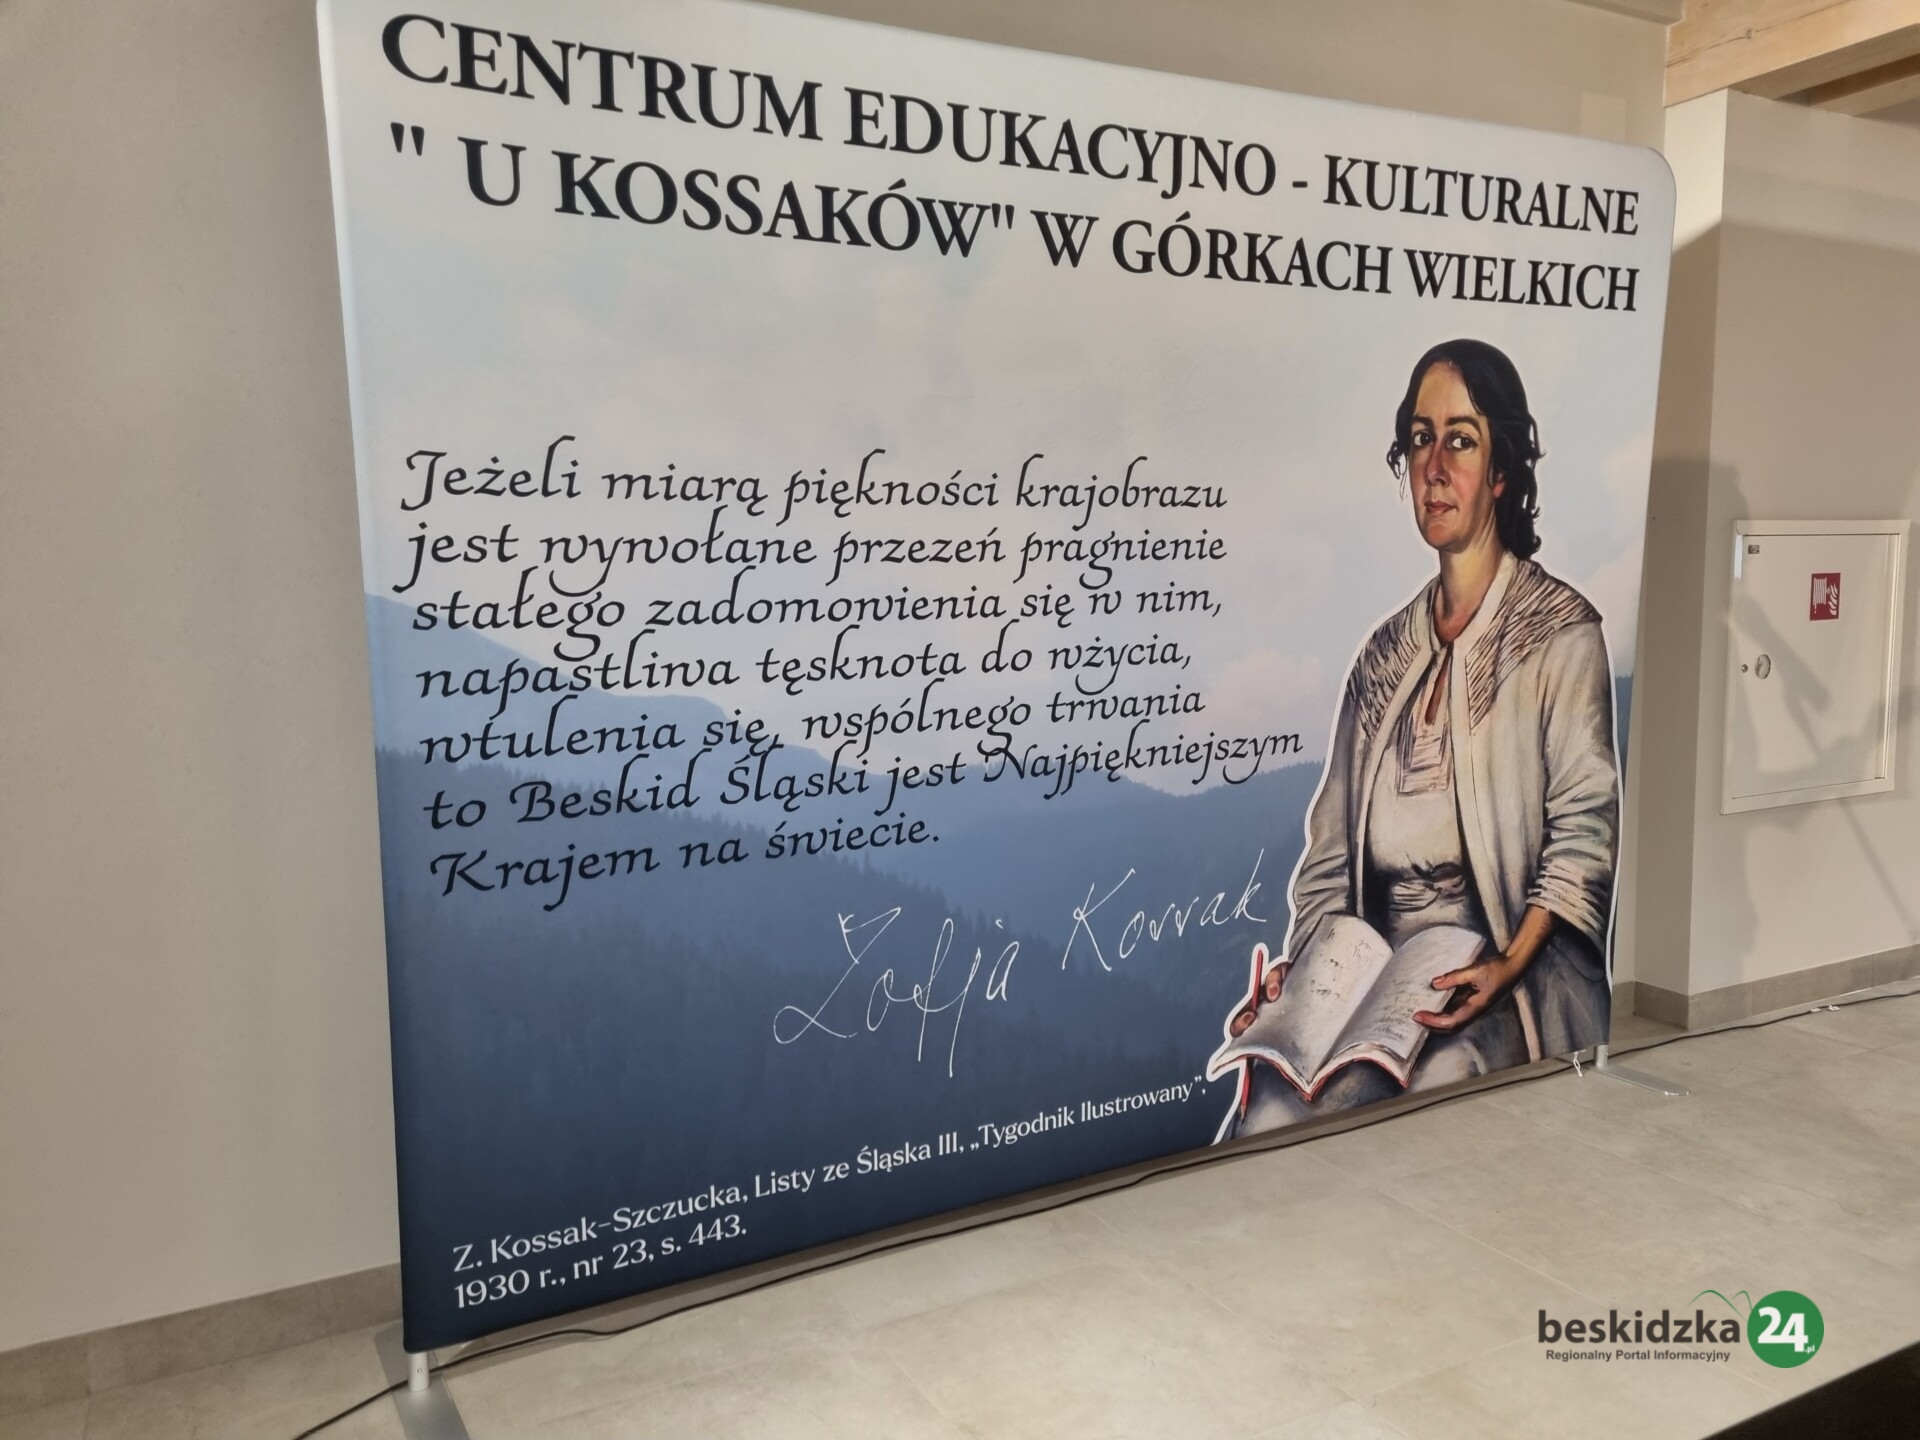 CENTRUM EDUKACYJNO - KULTURALNE
" U KOSSAKÓW" W GÓRKACH WIELKICH
Jeżeli miarą piękności krajobrazu
jest wywołane przezeń pragnienie
stałego zadomowienia się w nim,
napastliwa tęsknota do wżycia,
wtulenia się, wspólnego trwania
to Beskid Śląski jest Najpiękniejszym
Krajem na świecie.
Zofja Kossak
Z. Kossak-Szczucka, Listy ze Śląska III, „Tygodnik Ilustrowany”,
1930 r., nr 23, s. 443.
beskidzka24.pl
Regionalny Portal Informacyjny